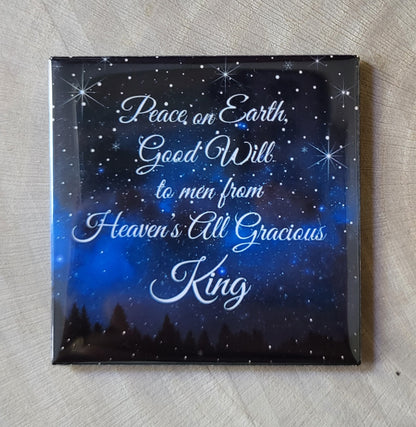 Peace on Earth,
Good Will
to men from
Heaven's All Gracious
King